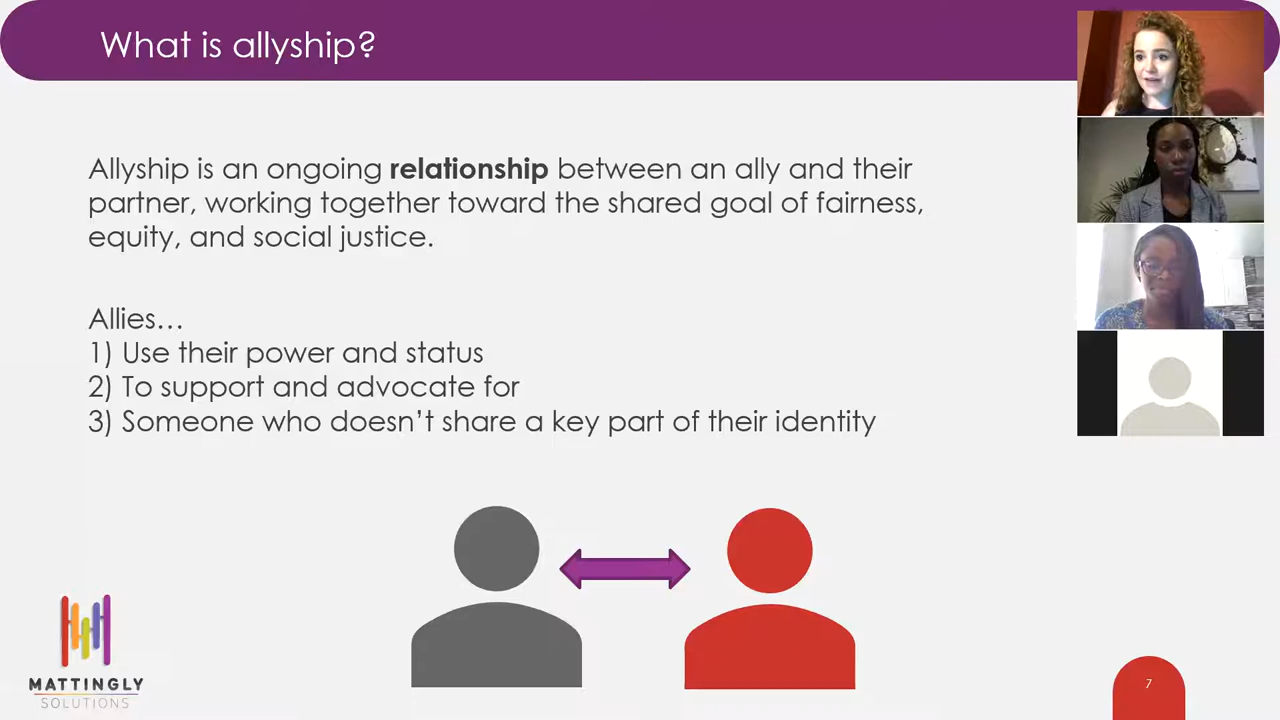 What is allyship?
Allyship is an ongoing relationship between an ally and their
partner, working together toward the shared goal of fairness,
equity, and social justice.
Allies…
1) Use their power and status
2) To support and advocate for
3) Someone who doesn’t share a key part of their identity
MATTINGLY
SOLUTIONS
7